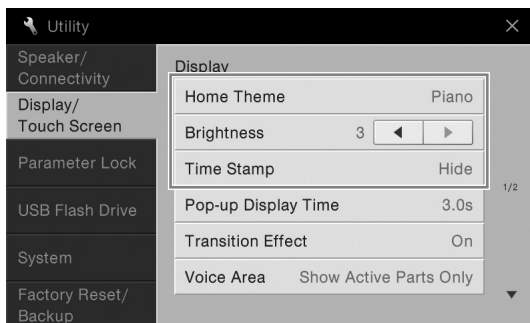 Utility
Speaker/
Connectivity
Display/
Touch Screen
Parameter Lock
USB Flash Drive
System
Factory Reset/
Backup
Display
Home Theme Piano
Brightness 3
Time Stamp Hide
Pop-up Display Time 3.0s
Transition Effect On
Voice Area Show Active Parts Only
1/2